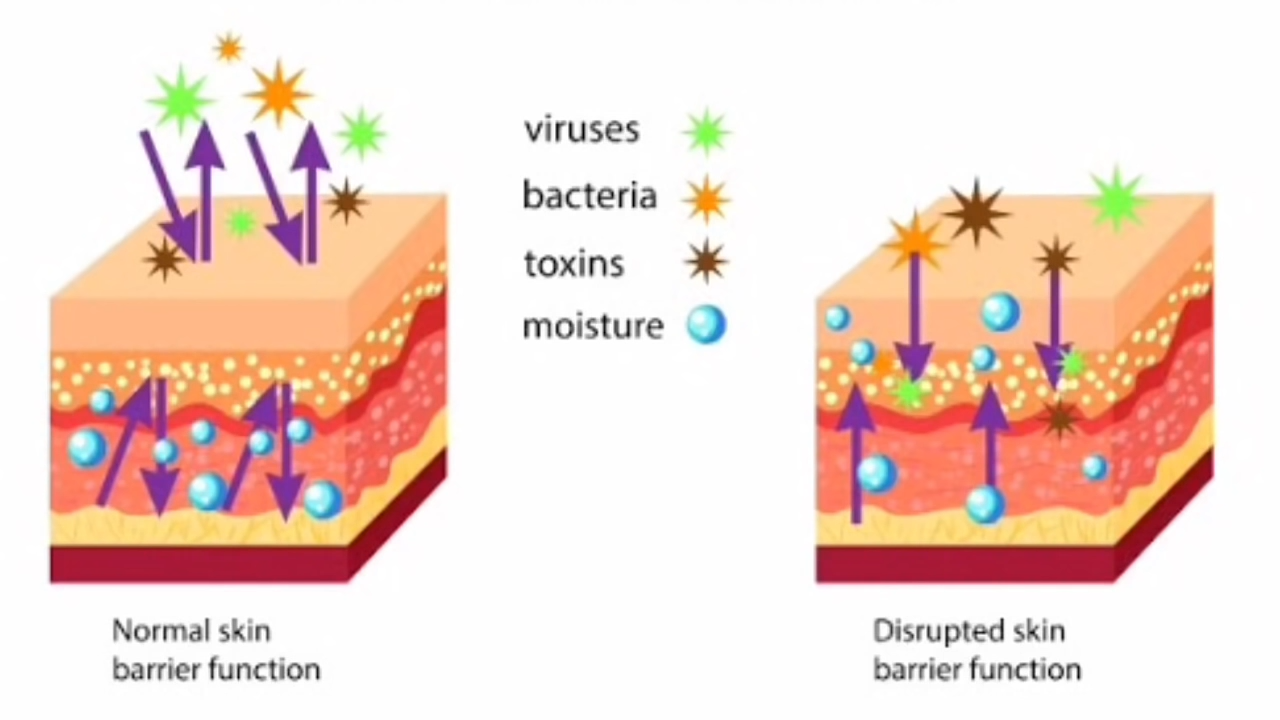 viruses
bacteria
toxins
moisture
Normal skin
barrier function
Disrupted skin
barrier function